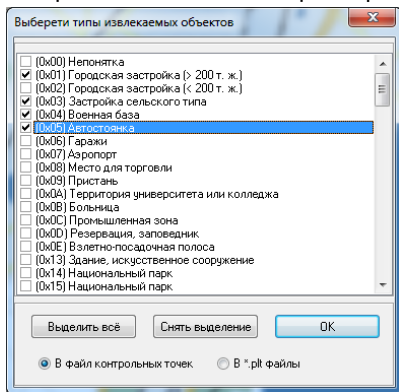 Выберети типы извлекаемых объектов
(0x00) Непонятка
(0x01) Городская застройка (> 200 т. ж.)
(0x02) Городская застройка (< 200 т. ж.)
(0x03) Застройка сельского типа
(0x04) Военная база
(0x05) Автостоянка
(0x06) Гаражи
(0x07) Аэропорт
(0x08) Место для торговли
(0x09) Пристань
(0x0A) Территория университета или колледжа
(0x0B) Больница
(0x0C) Промышленная зона
(0x0D) Резервация, заповедник
(0x0E) Взлетно-посадочная полоса
(0x13) Здание, искусственное сооружение
(0x14) Национальный парк
(0x15) Национальный парк
Выделить всё
Снять выделение
OK
В файл контрольных точек
В *.plt файлы